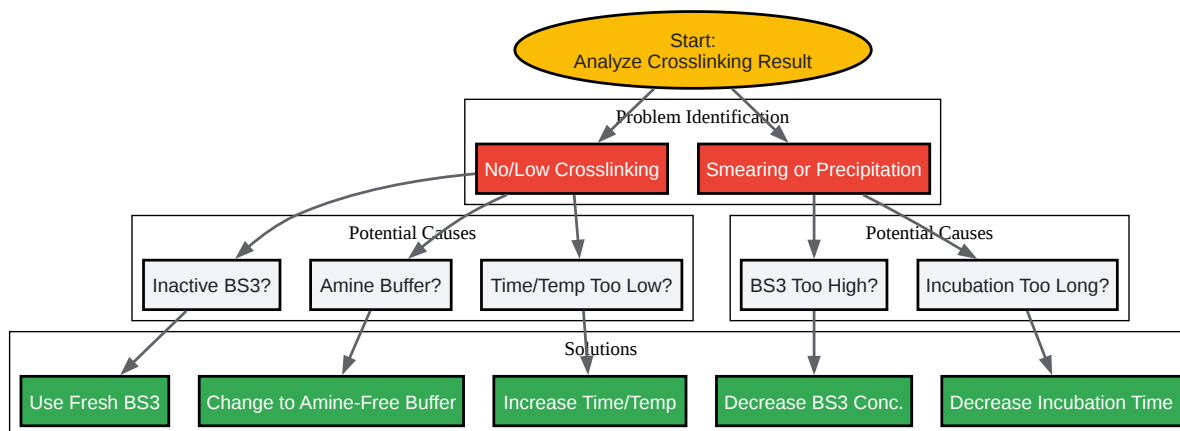 Start:
Analyze Crosslinking Result
Problem Identification
No/Low Crosslinking
Smearing or Precipitation
Potential Causes
Potential Causes
Inactive BS3?
Amine Buffer?
Time/Temp Too Low?
BS3 Too High?
Incubation Too Long?
Solutions
Use Fresh BS3
Change to Amine-Free Buffer
Increase Time/Temp
Decrease BS3 Conc.
Decrease Incubation Time